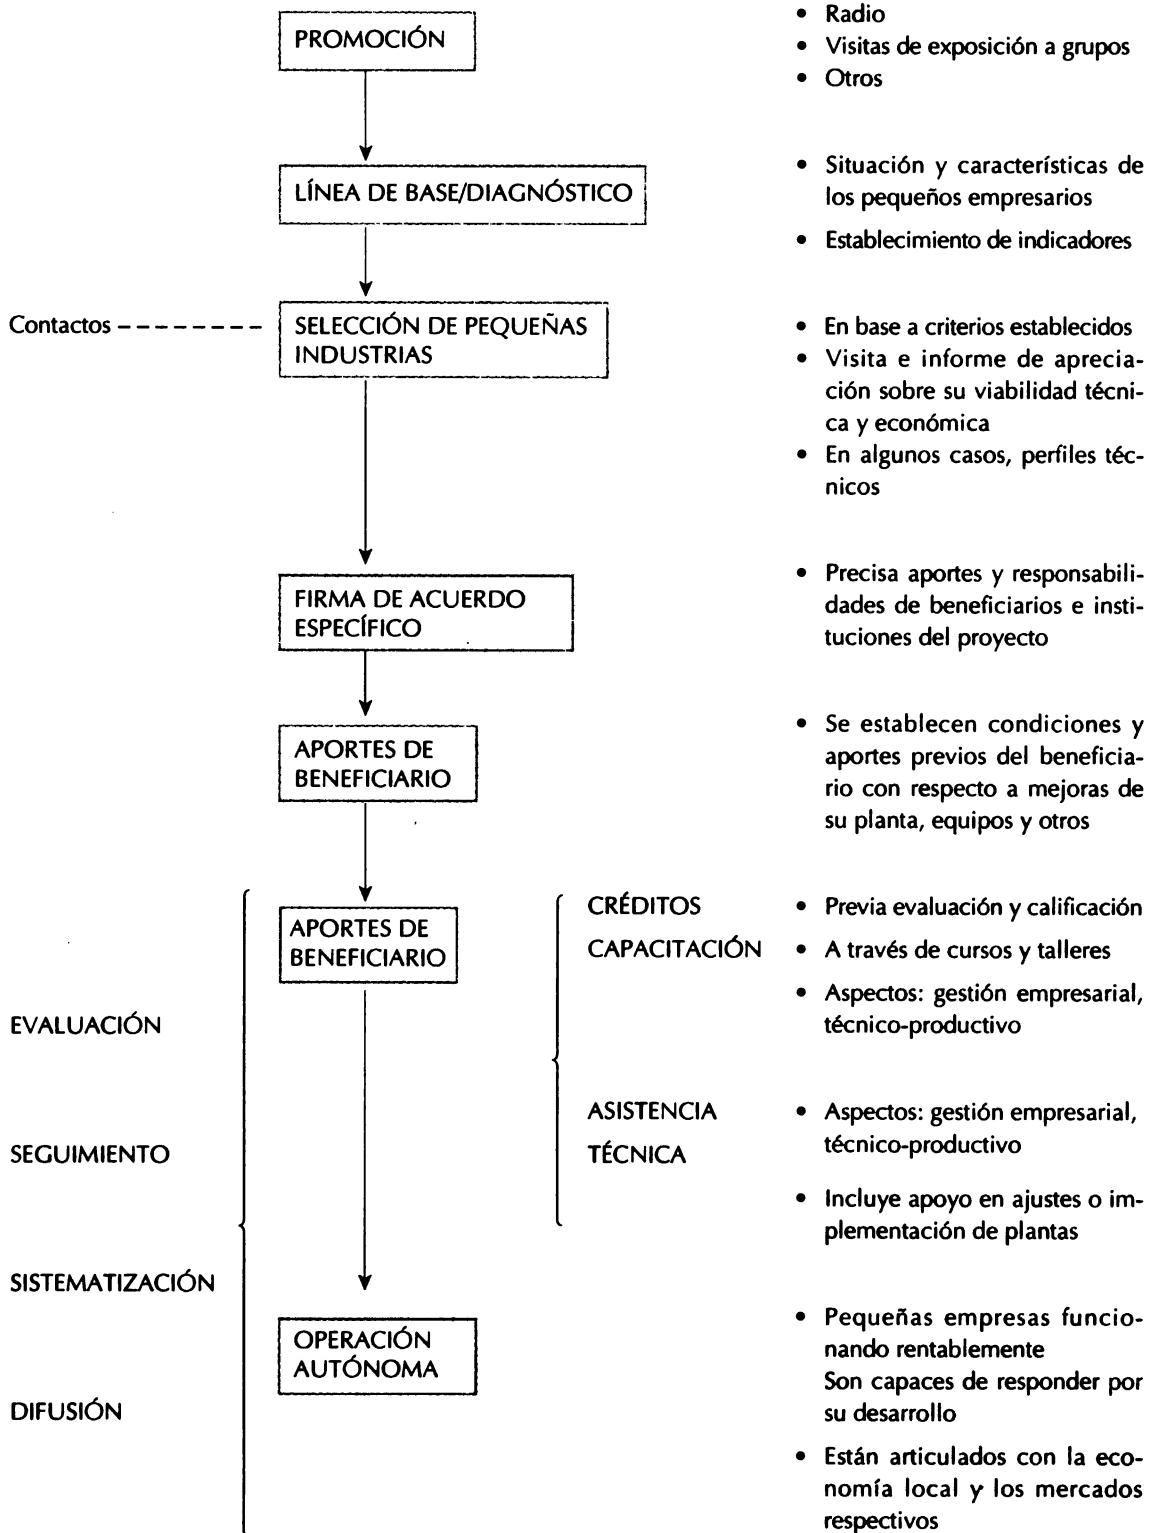 PROMOCIÓN
• Radio
• Visitas de exposición a grupos
• Otros
LÍNEA DE BASE/DIAGNÓSTICO
• Situación y características de
los pequeños empresarios
• Establecimiento de indicadores
Contactos --------
SELECCIÓN DE PEQUEÑAS
INDUSTRIAS
• En base a criterios establecidos
• Visita e informe de aprecia-
ción sobre su viabilidad técni-
ca y económica
• En algunos casos, perfiles téc-
nicos
FIRMA DE ACUERDO
ESPECÍFICO
• Precisa aportes y responsabili-
dades de beneficiarios e insti-
tuciones del proyecto
APORTES DE
BENEFICIARIO
• Se establecen condiciones y
aportes previos del beneficia-
rio con respecto a mejoras de
su planta, equipos y otros
APORTES DE
BENEFICIARIO
CRÉDITOS
• Previa evaluación y calificación
CAPACITACIÓN
• A través de cursos y talleres
• Aspectos: gestión empresarial,
técnico-productivo
EVALUACIÓN
ASISTENCIA
TÉCNICA
• Aspectos: gestión empresarial,
técnico-productivo
SEGUIMIENTO
• Incluye apoyo en ajustes o im-
plementación de plantas
SISTEMATIZACIÓN
OPERACIÓN
AUTÓNOMA
• Pequeñas empresas funcio-
nando rentablemente
Son capaces de responder por
su desarrollo
DIFUSIÓN
• Están articulados con la eco-
nomía local y los mercados
respectivos